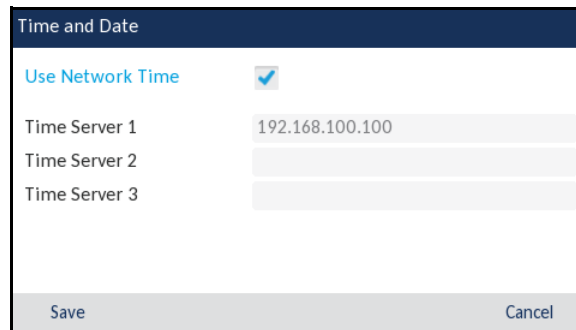 Time and Date
Use Network Time
Time Server 1 192.168.100.100
Time Server 2
Time Server 3
Save Cancel